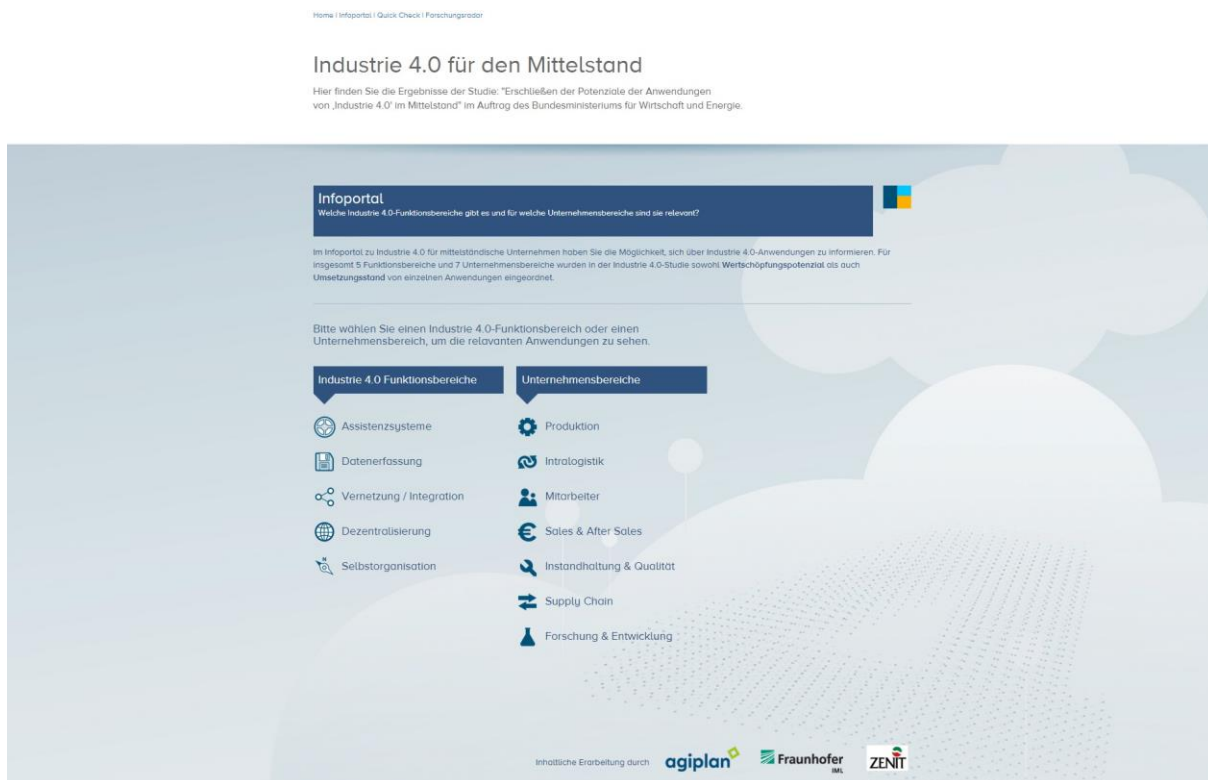 Home | Infoportal | Quick Check | Forschungsradar
Industrie 4.0 für den Mittelstand
Hier finden Sie die Ergebnisse der Studie: "Erschließen der Potenziale der Anwendungen
von ‚Industrie 4.0' im Mittelstand" im Auftrag des Bundesministeriums für Wirtschaft und Energie.
Infoportal
Welche Industrie 4.0-Funktionsbereiche gibt es und für welche Unternehmensbereiche sind sie relevant?
Im Infoportal zu Industrie 4.0 für mittelständische Unternehmen haben Sie die Möglichkeit, sich über Industrie 4.0-Anwendungen zu informieren. Für
insgesamt 5 Funktionsbereiche und 7 Unternehmensbereiche wurden in der Industrie 4.0-Studie sowohl Wertschöpfungspotenzial als auch
Umsetzungsstand von einzelnen Anwendungen eingeordnet.
Bitte wählen Sie einen Industrie 4.0-Funktionsbereich oder einen
Unternehmensbereich, um die relavanten Anwendungen zu sehen.
Industrie 4.0 Funktionsbereiche
Assistenzsysteme
Datenerfassung
Vernetzung / Integration
Dezentralisierung
N
Selbstorganisation
Unternehmensbereiche
Produktion
Intralogistik
Mitarbeiter
Sales & After Sales
Instandhaltung & Qualität
Supply Chain
Forschung & Entwicklung
Inhaltliche Erarbeitung durch
agiplan
Fraunhofer
IML
ZENIT